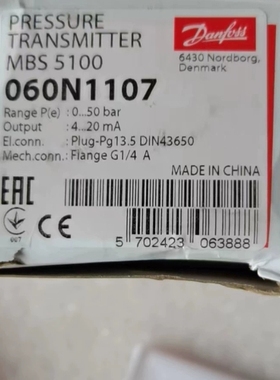 PRESSURE
TRANSMITTER
MBS 5100
Danfoss
6430 Nordborg,
Denmark
060N1107
Range P(e) : 0...50 bar
Output : 4...20 mA
El.conn. : Plug-Pg13.5 DIN43650
Mech.conn.: Flange G1/4 A
MADE IN CHINA
EAC
CE
5 702423 063888